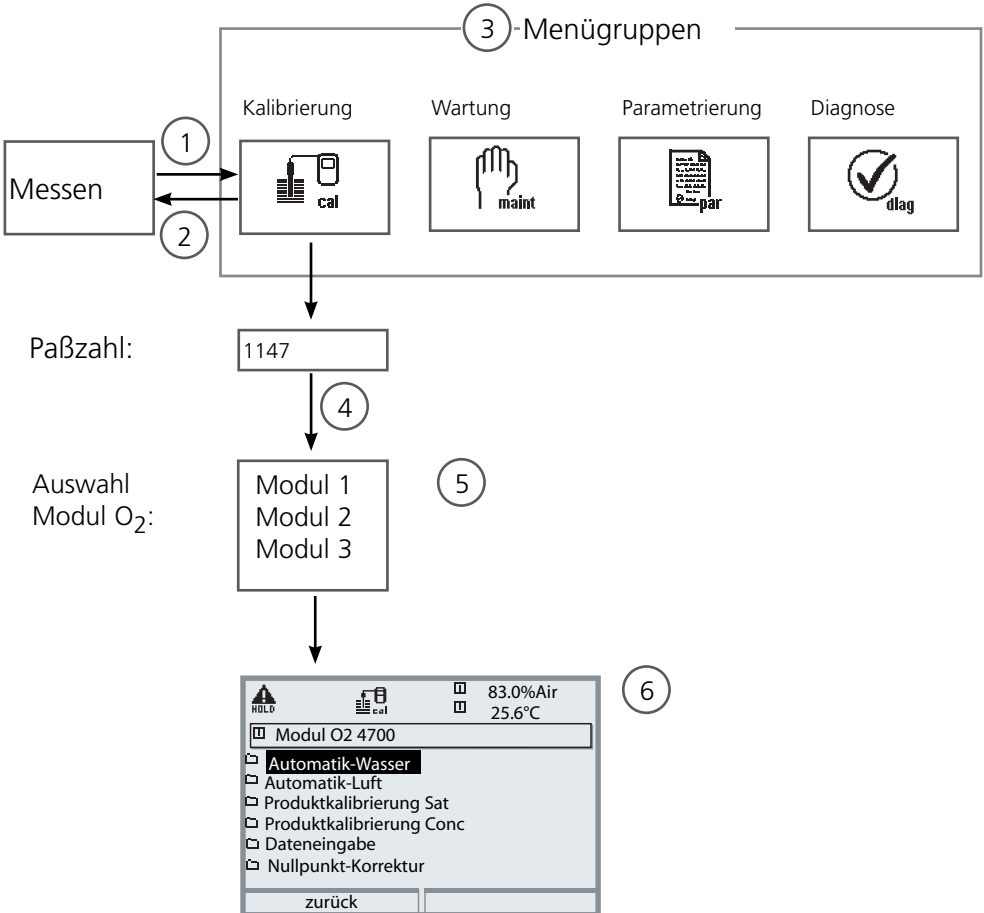 3 Menügruppen
Kalibrierung Wartung Parametrierung Diagnose
1
Messen
cal maint par diag
2
Paßzahl: 1147
4
Auswahl
Modul O2:
Modul 1
Modul 2
Modul 3
5
6
HOLD cal 83.0%Air
25.6°C
Modul O2 4700
Automatik-Wasser
Automatik-Luft
Produktkalibrierung Sat
Produktkalibrierung Conc
Dateneingabe
Nullpunkt-Korrektur
zurück